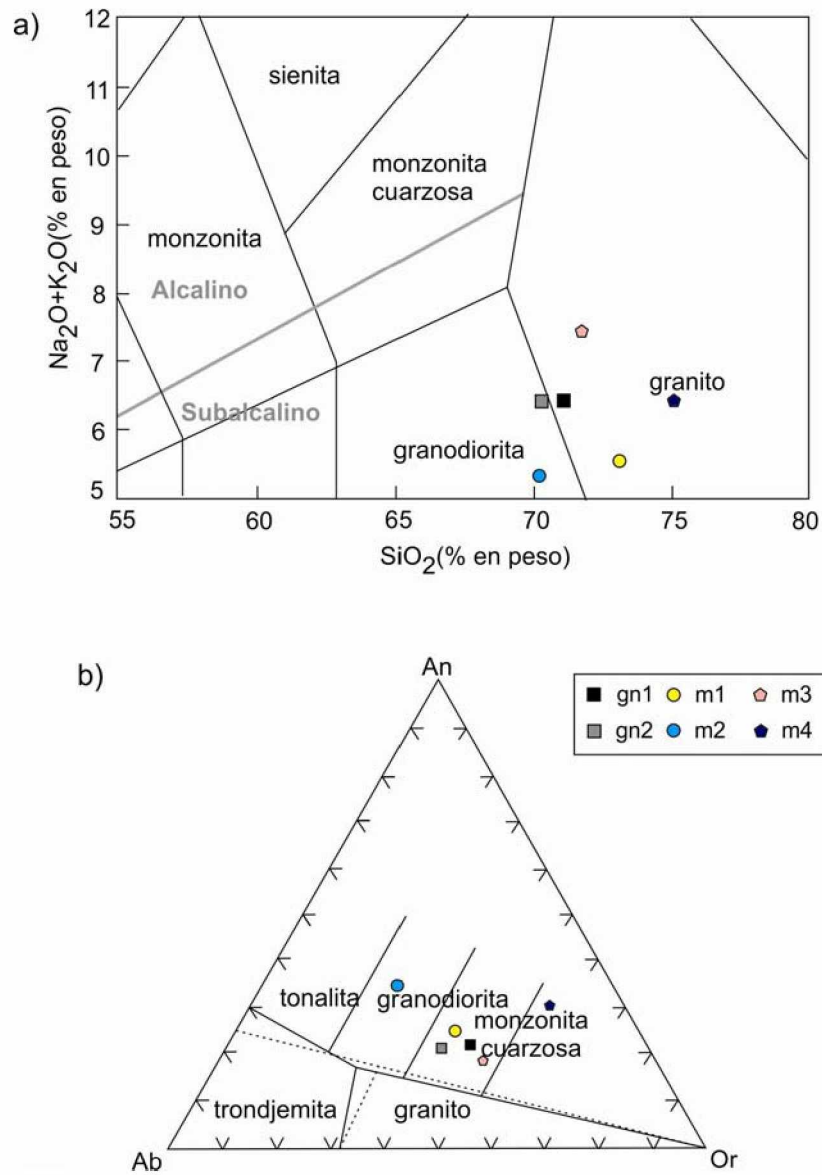 a)
12
11
10
9
8
7
6
5
Na₂O+K₂O(% en peso)
sienita
monzonita
cuarzosa
monzonita
Alcalino
Subalcalino
granodiorita
granito
55
60
65
70
75
80
SiO₂(% en peso)
b)
An
gn1
m1
m3
gn2
m2
m4
tonalita
granodiorita
monzonita
cuarzosa
trondjemita
granito
Ab
Or